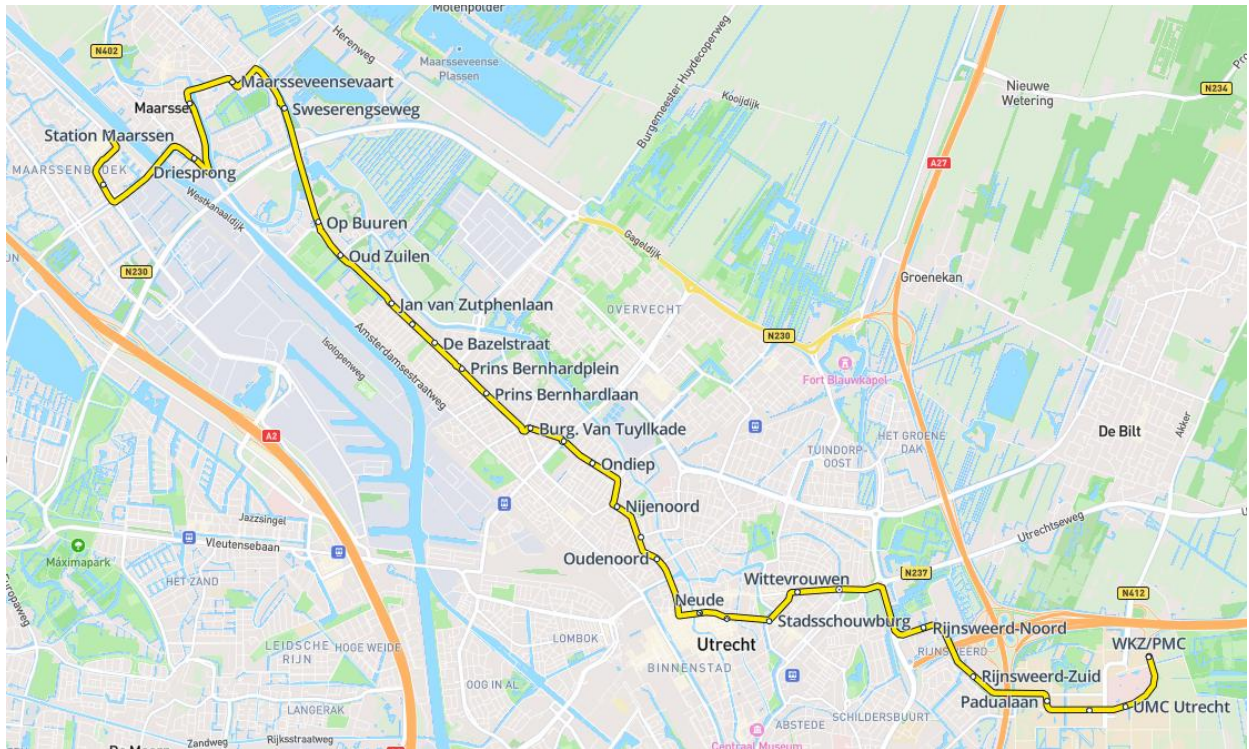 Molenpolder
N402
Herenweg
Maarsseveense
Plassen
Burgemeester Huydecoperweg
Nieuwe
Wetering
N234
Maarsseveensevaart
Kooijdijk
Maarsse
Sweserengseweg
Station Maarssen
A27
MAARSSENBROEK
Driesprong
Westkanaaldijk
Op Buuren
Gageldijk
Oud Zuilen
N230
Groenekan
Jan van Zutphenlaan
OVERVECHT
Amsterdamsestraatweg
Isotopenweg
De Bazelstraat
N230
Prins Bernhardplein
Fort Blauwkapel
Prins Bernhardlaan
Burg. Van Tuyllkade
A2
HET GROENE
DAK
De Bilt
Akker
TUINDORP-
OOST
Ondiep
Nijenoord
Jazzsingel
Vleutensebaan
Utrechtseweg
Máximapark
Oudenoord
HET ZAND
Wittevrouwen
N237
Europaweg
Neude
N412
Stadsschouwburg
Rijnsweerd-Noord
LOMBOK
Utrecht
LEIDSCHE
RIJN
HOGE WEIDE
WKZ/PMC
RIJNSWEERD
BINNENSTAD
Rijnsweerd-Zuid
OOG IN AL
Padualaan
UMC Utrecht
LANGERAK
SCHILDERSBUURT
ABSTEDE
Zandweg
Rijksstraatweg
Centraal Museum